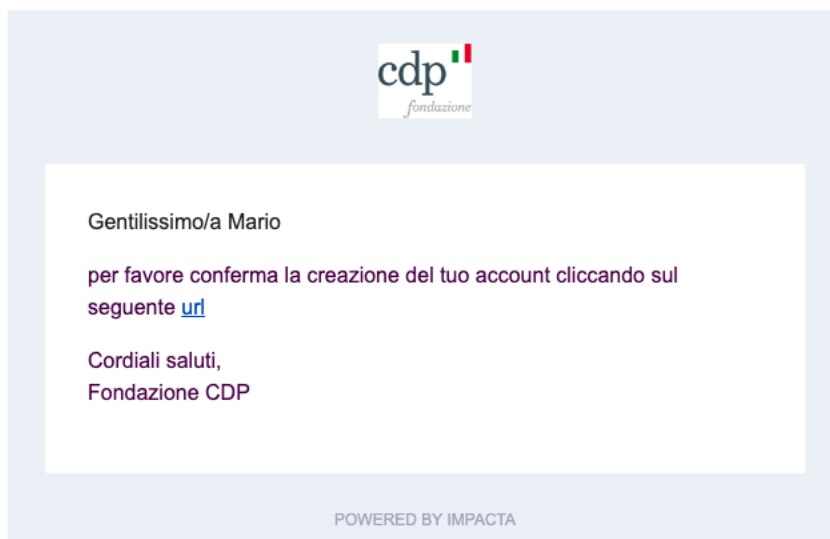 cdp
fondazione
Gentilissimo/a Mario
per favore conferma la creazione del tuo account cliccando sul
seguente url
Cordiali saluti,
Fondazione CDP
POWERED BY IMPACTA